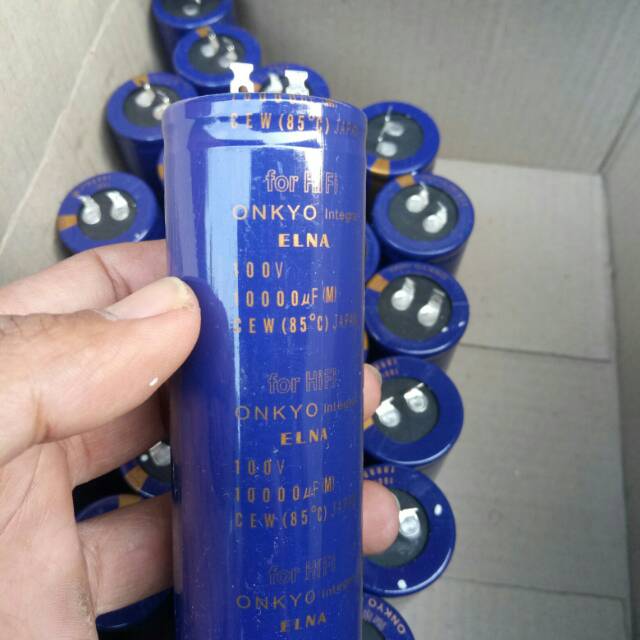 CEW(85°C) JAPAN
for HiFi
ONKYO Integra
ELNA
100V
10000µF(M)
CEW(85°C) JAPAN
for HiFi
ONKYO Integra
ELNA
100V
10000µF(M)
CEW(85°C) JAPAN
for HiFi
ONKYO Integra
ELNA